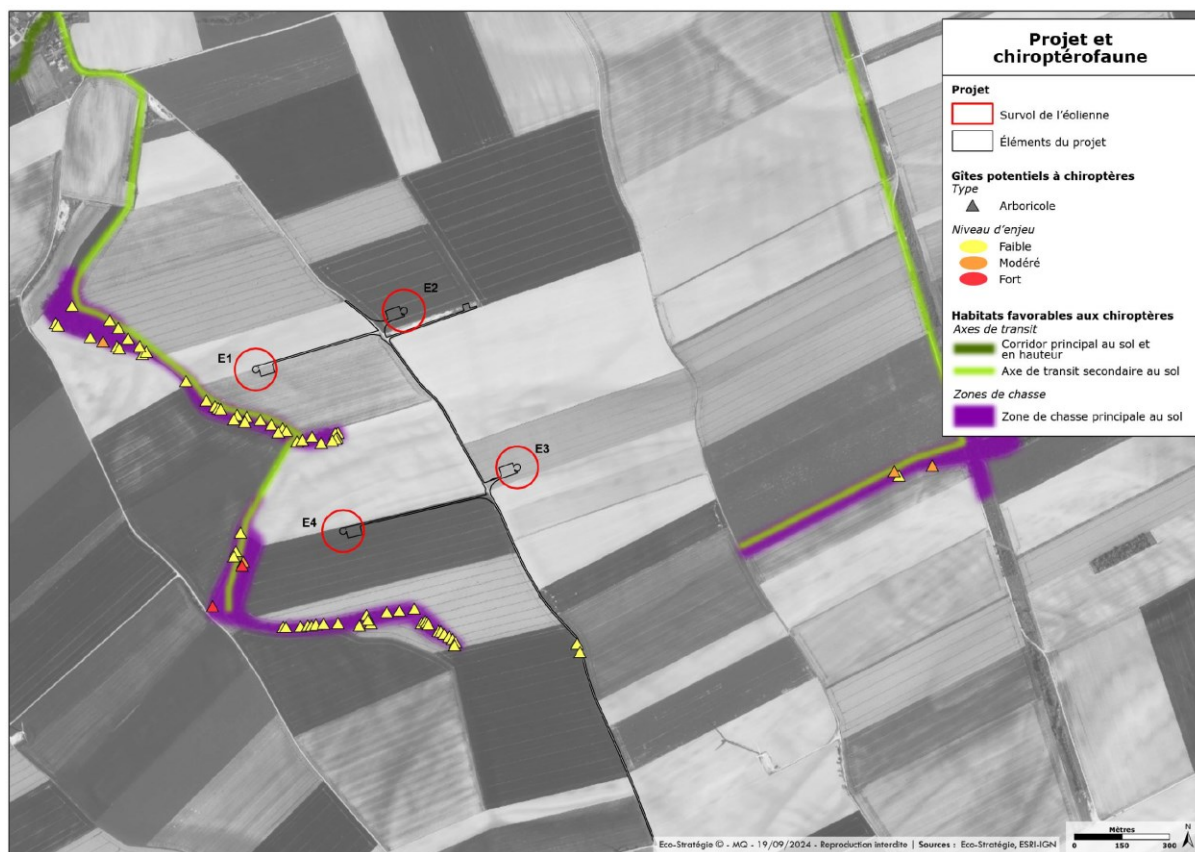 Projet et
chiroptérofaune
Projet
Survol de l'éolienne
Éléments du projet
Gîtes potentiels à chiroptères
Type
Arboricole
Niveau d'enjeu
Faible
Modéré
Fort
Habitats favorables aux chiroptères
Axes de transit
Corridor principal au sol et
en hauteur
Axe de transit secondaire au sol
Zones de chasse
Zone de chasse principale au sol
E2
E1
E3
E4
Mètres
N
0 150 300
Eco-Stratégie © - MQ - 19/09/2024 - Reproduction interdite | Sources : Eco-Stratégie, ESRI-IGN